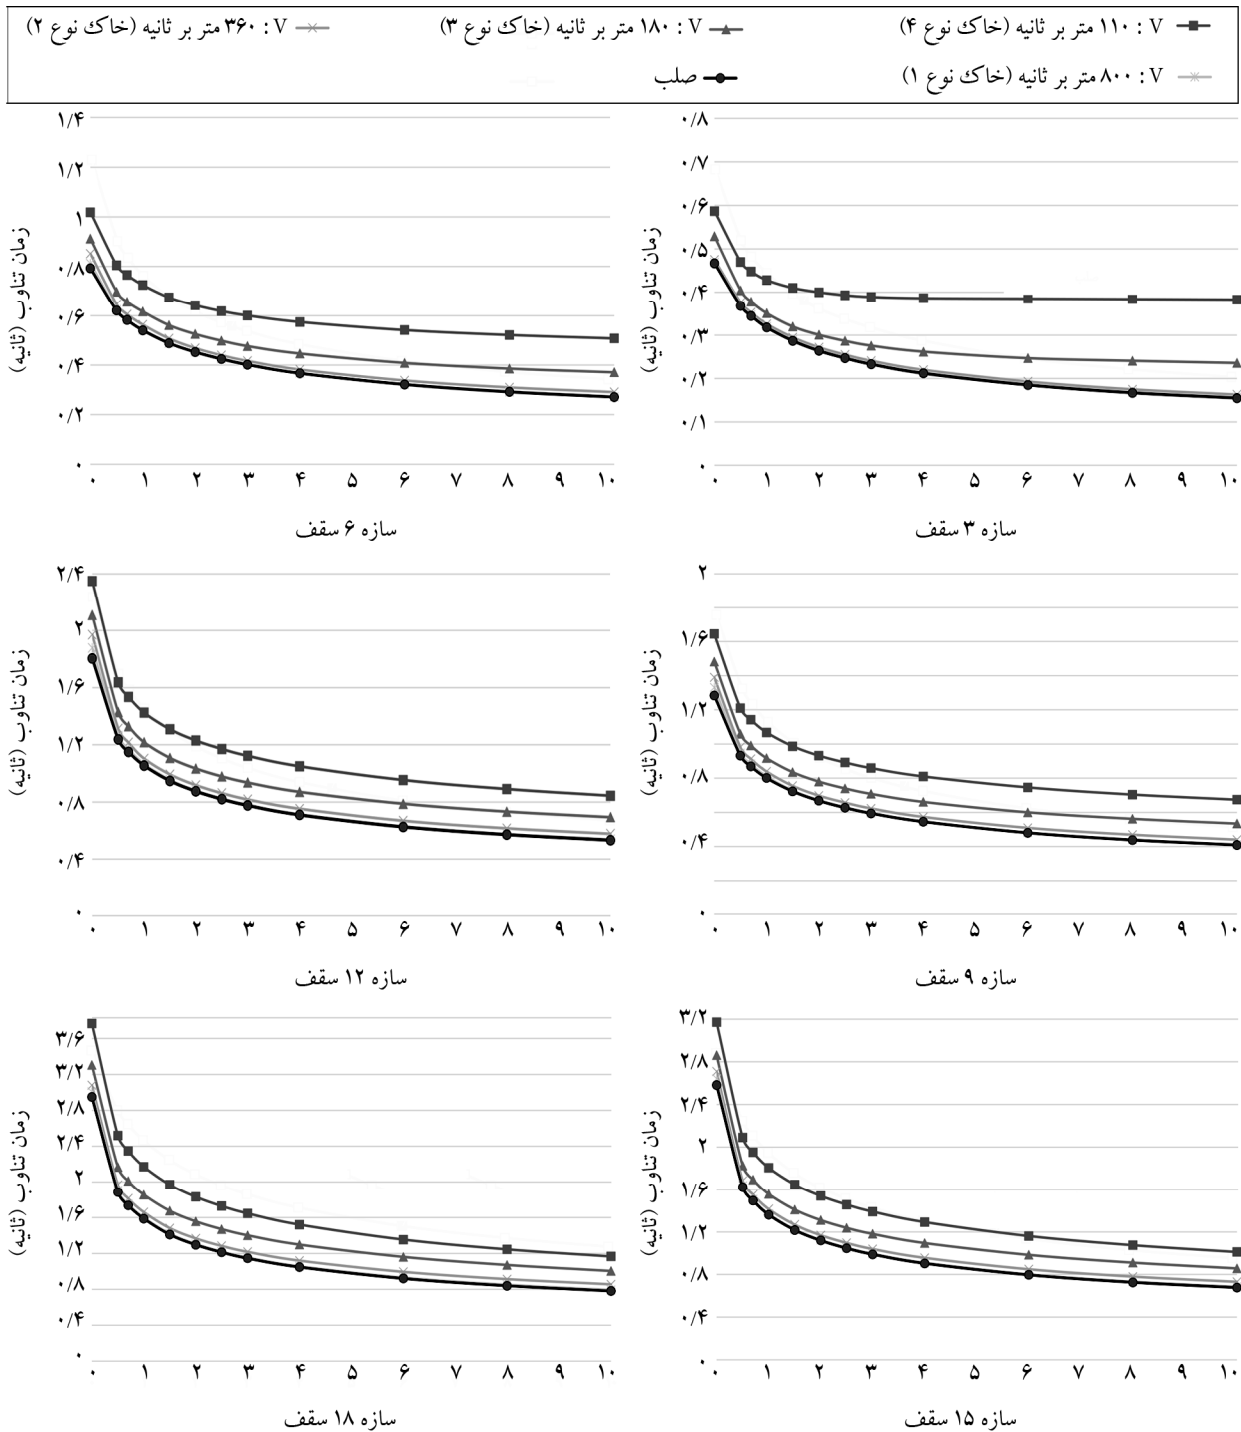 V : ۱۱۰ متر بر ثانیه (خاک نوع ۴) V : ۱۸۰ متر بر ثانیه (خاک نوع ۳) V : ۳۶۰ متر بر ثانیه (خاک نوع ۲)
V : ۸۰۰ متر بر ثانیه (خاک نوع ۱) صلب
۰/۸
۰/۷
۰/۶
۰/۵
۰/۴
۰/۳
۰/۲
۰/۱
۰
زمان تناوب (ثانیه)
۰ ۱ ۲ ۳ ۴ ۵ ۶ ۷ ۸ ۹ ۱۰
سازه ۳ سقف
۱/۴
۱/۲
۱
۰/۸
۰/۶
۰/۴
۰/۲
۰
زمان تناوب (ثانیه)
۰ ۱ ۲ ۳ ۴ ۵ ۶ ۷ ۸ ۹ ۱۰
سازه ۶ سقف
۲
۱/۶
۱/۲
۰/۸
۰/۴
۰
زمان تناوب (ثانیه)
۰ ۱ ۲ ۳ ۴ ۵ ۶ ۷ ۸ ۹ ۱۰
سازه ۹ سقف
۲/۴
۲
۱/۶
۱/۲
۰/۸
۰/۴
۰
زمان تناوب (ثانیه)
۰ ۱ ۲ ۳ ۴ ۵ ۶ ۷ ۸ ۹ ۱۰
سازه ۱۲ سقف
۳/۲
۲/۸
۲/۴
۲
۱/۶
۱/۲
۰/۸
۰/۴
۰
زمان تناوب (ثانیه)
۰ ۱ ۲ ۳ ۴ ۵ ۶ ۷ ۸ ۹ ۱۰
سازه ۱۵ سقف
۳/۶
۳/۲
۲/۸
۲/۴
۲
۱/۶
۱/۲
۰/۸
۰/۴
۰
زمان تناوب (ثانیه)
۰ ۱ ۲ ۳ ۴ ۵ ۶ ۷ ۸ ۹ ۱۰
سازه ۱۸ سقف